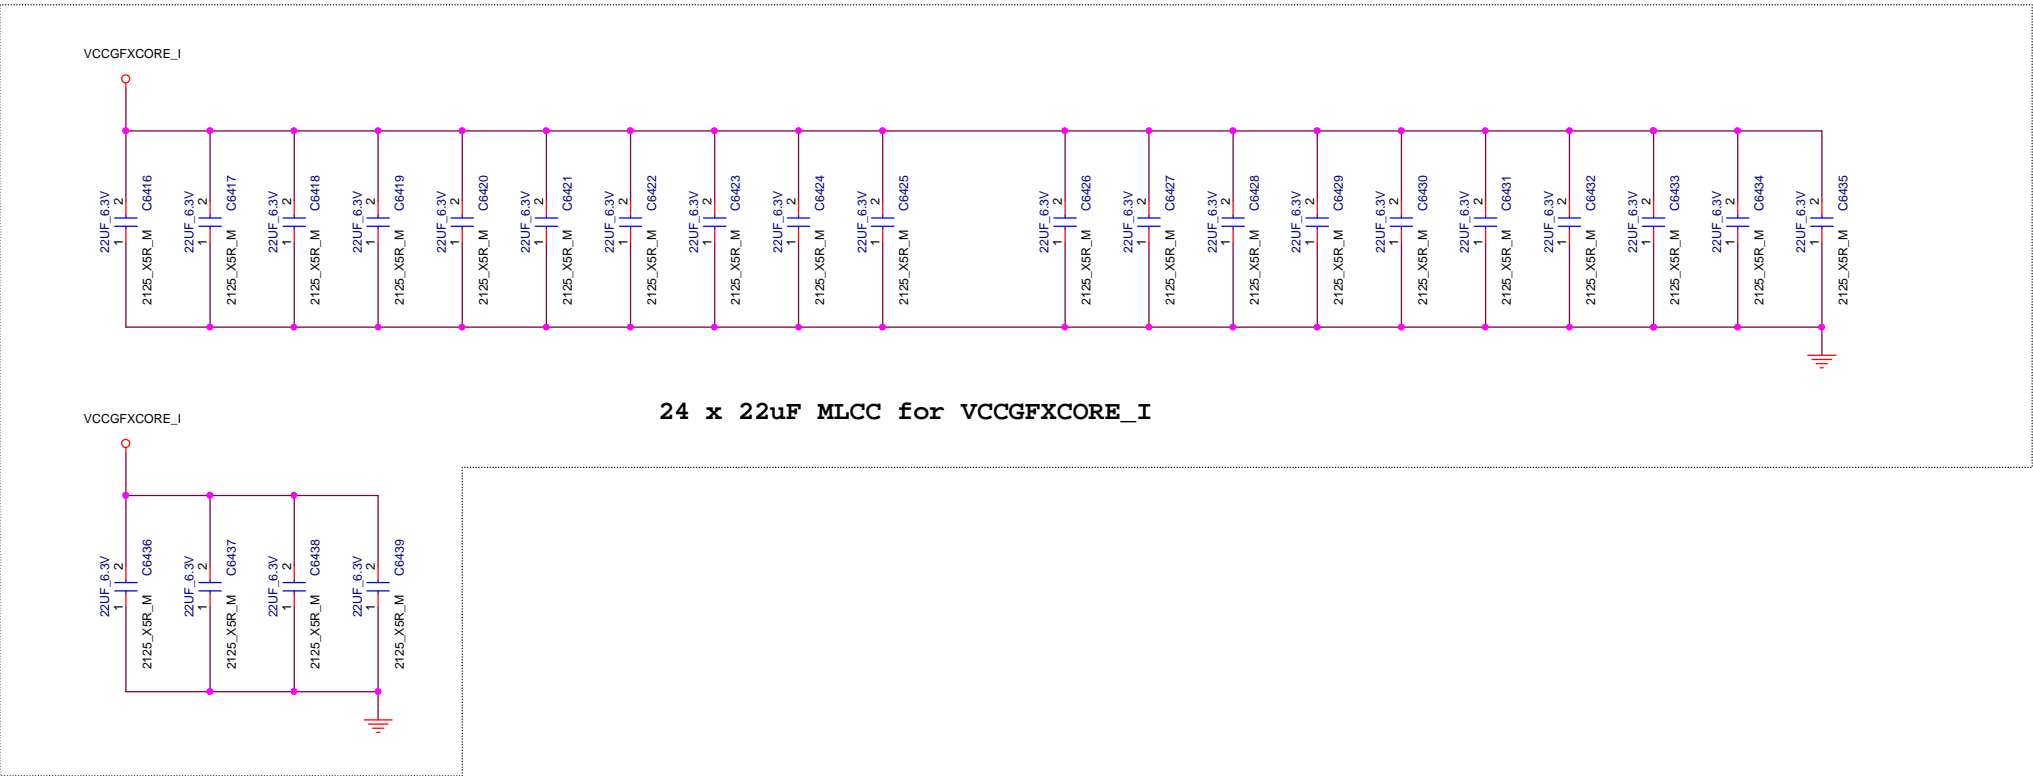 VCCGFXCORE_I
22UF_6.3V 1 2 2125_X5R_M C6416
22UF_6.3V 1 2 2125_X5R_M C6417
22UF_6.3V 1 2 2125_X5R_M C6418
22UF_6.3V 1 2 2125_X5R_M C6419
22UF_6.3V 1 2 2125_X5R_M C6420
22UF_6.3V 1 2 2125_X5R_M C6421
22UF_6.3V 1 2 2125_X5R_M C6422
22UF_6.3V 1 2 2125_X5R_M C6423
22UF_6.3V 1 2 2125_X5R_M C6424
22UF_6.3V 1 2 2125_X5R_M C6425
22UF_6.3V 1 2 2125_X5R_M C6426
22UF_6.3V 1 2 2125_X5R_M C6427
22UF_6.3V 1 2 2125_X5R_M C6428
22UF_6.3V 1 2 2125_X5R_M C6429
22UF_6.3V 1 2 2125_X5R_M C6430
22UF_6.3V 1 2 2125_X5R_M C6431
22UF_6.3V 1 2 2125_X5R_M C6432
22UF_6.3V 1 2 2125_X5R_M C6433
22UF_6.3V 1 2 2125_X5R_M C6434
22UF_6.3V 1 2 2125_X5R_M C6435
24 x 22uF MLCC for VCCGFXCORE_I
VCCGFXCORE_I
22UF_6.3V 1 2 2125_X5R_M C6436
22UF_6.3V 1 2 2125_X5R_M C6437
22UF_6.3V 1 2 2125_X5R_M C6438
22UF_6.3V 1 2 2125_X5R_M C6439